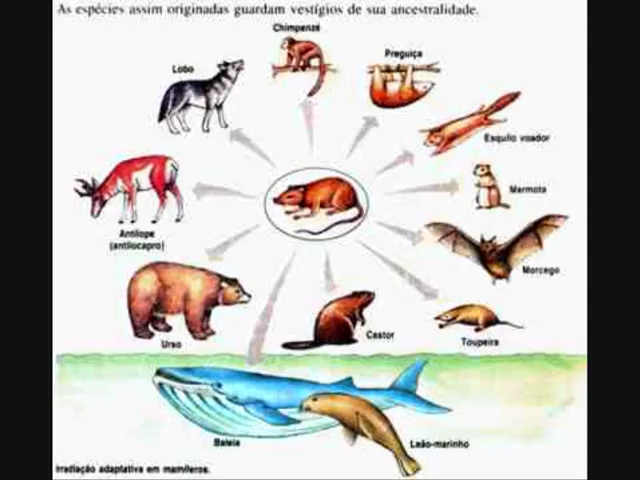 As espécies assim originadas guardam vestígios de sua ancestralidade.
Chimpanzé
Preguiça
Lobo
Esquilo voador
Marmota
Antílope
(antilocapro)
Morcego
Urso
Castor
Toupeira
Baleia
Leão-marinho
Irradiação adaptativa em mamíferos.